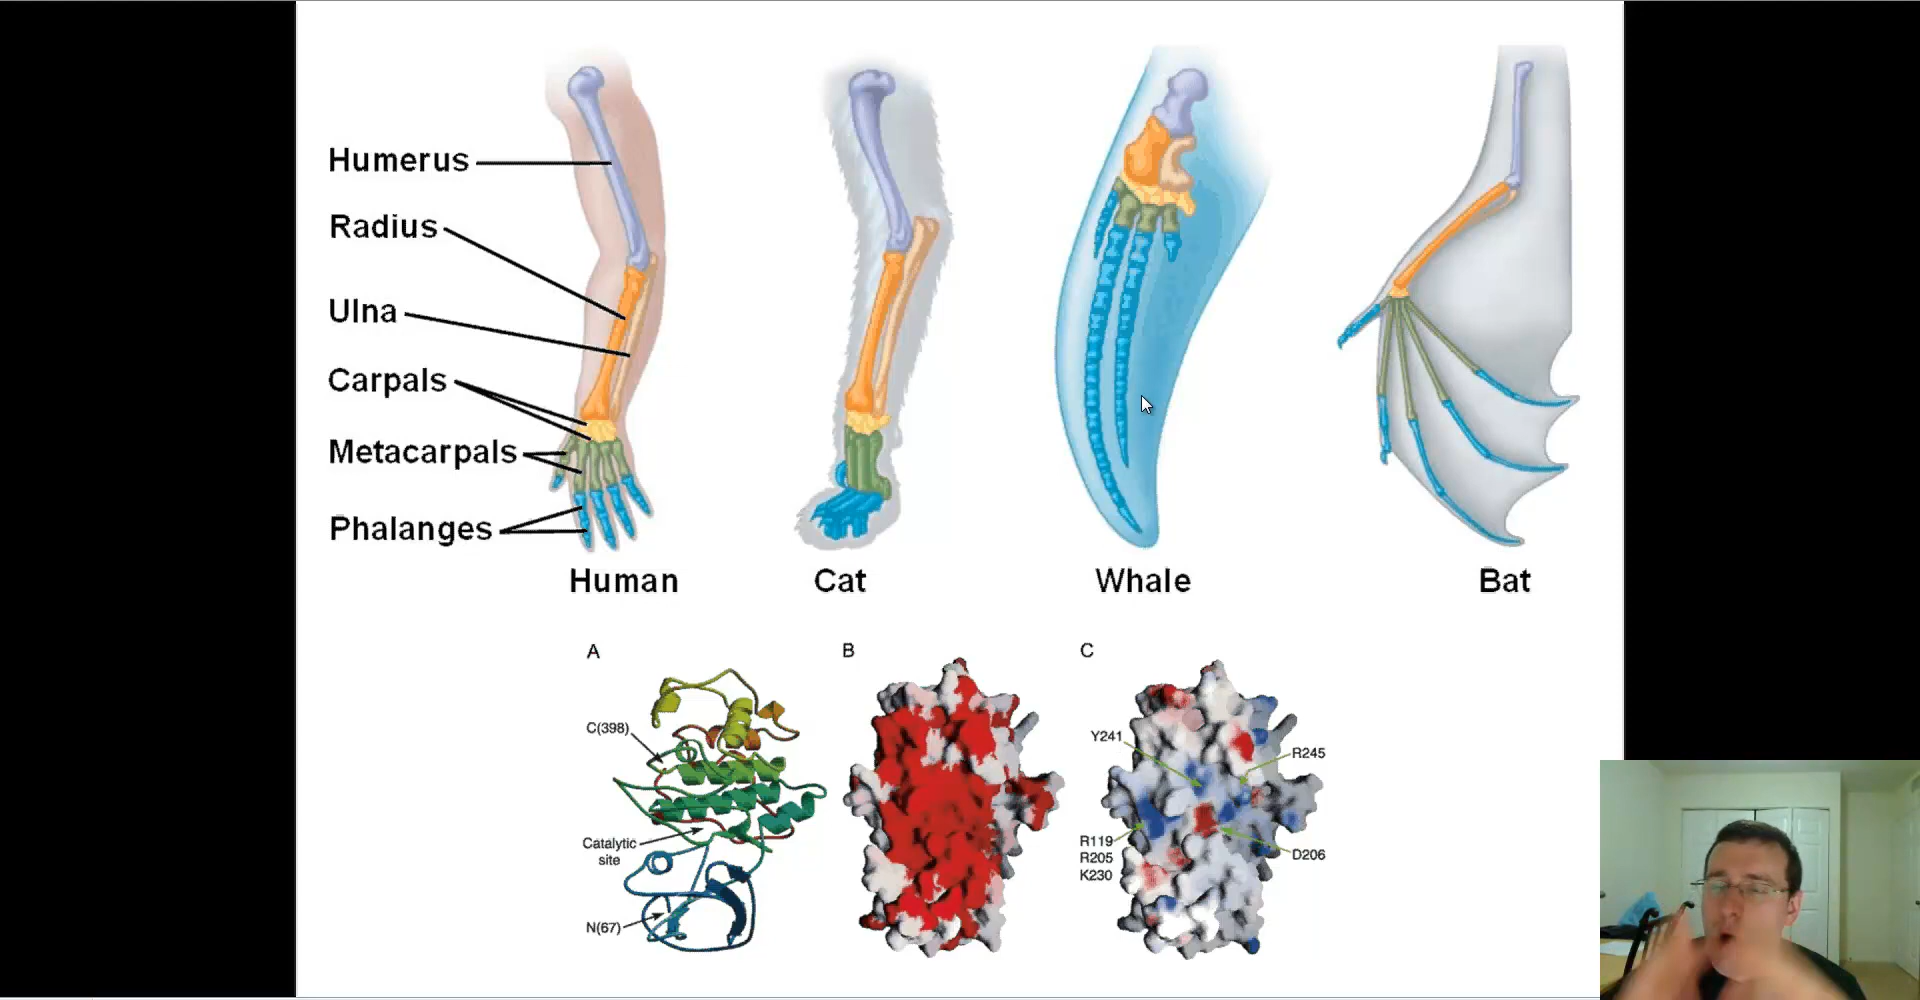 Humerus
Radius
Ulna
Carpals
Metacarpals
Phalanges
Human Cat Whale Bat
A B C
C(398)
Catalytic
site
N(67)
Y241
R245
R119
R205
K230
D206